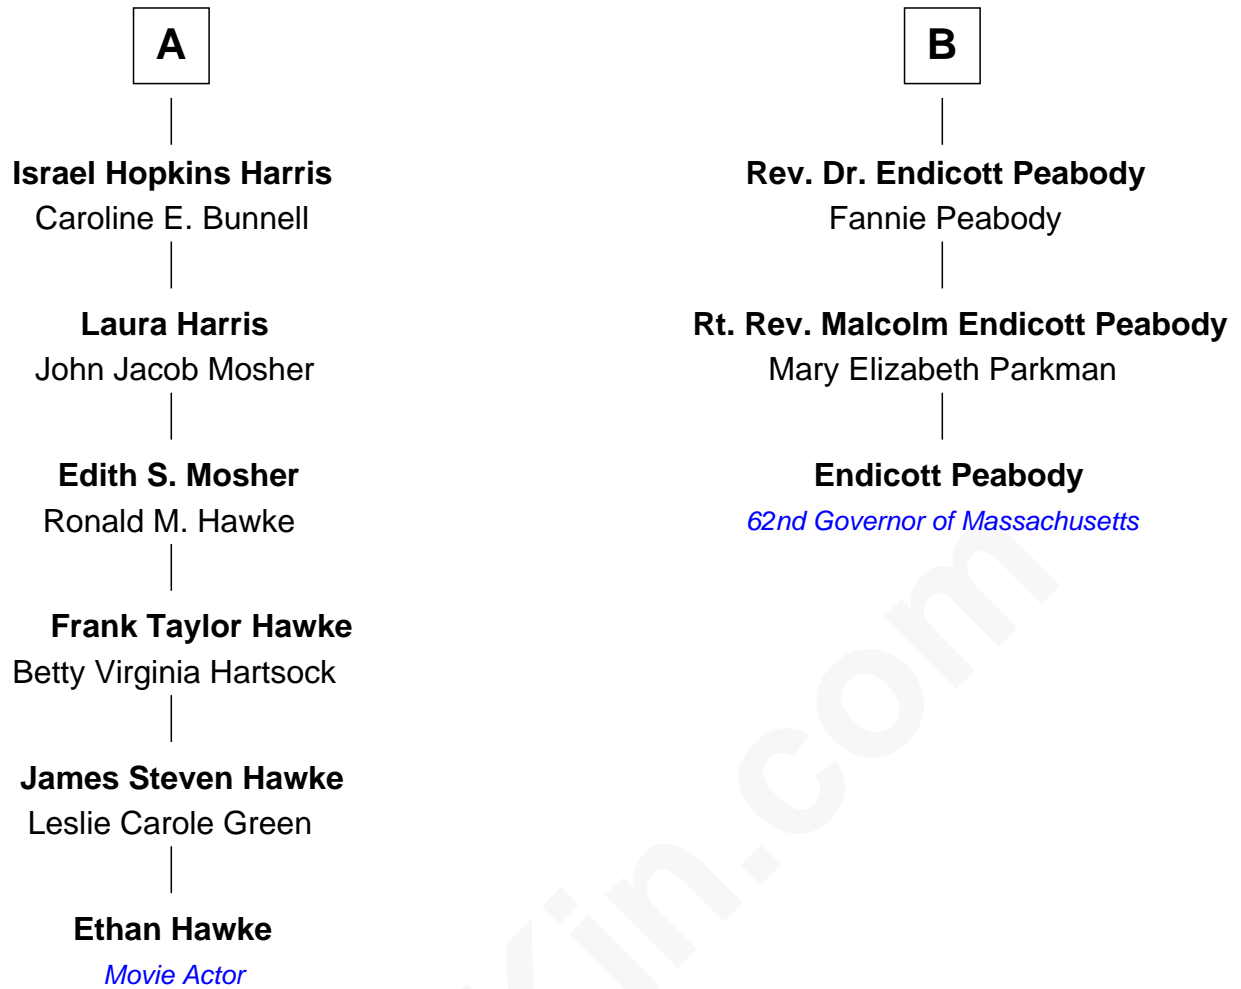 A
Israel Hopkins Harris
Caroline E. Bunnell
Laura Harris
John Jacob Mosher
Edith S. Mosher
Ronald M. Hawke
Frank Taylor Hawke
Betty Virginia Hartsock
James Steven Hawke
Leslie Carole Green
Ethan Hawke
Movie Actor
B
Rev. Dr. Endicott Peabody
Fannie Peabody
Rt. Rev. Malcolm Endicott Peabody
Mary Elizabeth Parkman
Endicott Peabody
62nd Governor of Massachusetts
Kin.com